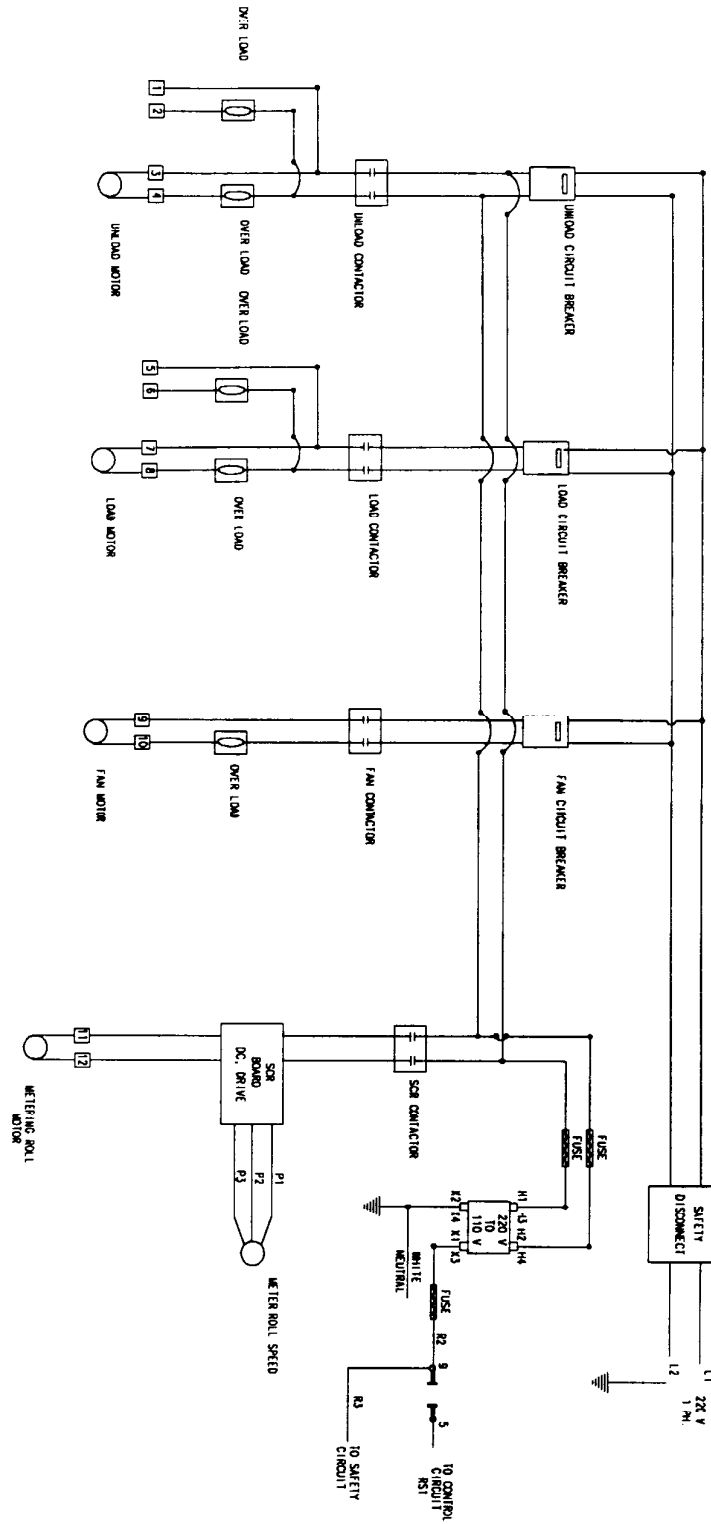 OVER LOAD
1
2
3
4
UNLOAD MOTOR
OVER LOAD
UNLOAD CONTACTOR
UNLOAD CIRCUIT BREAKER
OVER LOAD
5
6
7
8
LOAD MOTOR
OVER LOAD
LOAD CONTACTOR
LOAD CIRCUIT BREAKER
9
10
FAN MOTOR
OVER LOAD
FAN CONTACTOR
FAN CIRCUIT BREAKER
11
12
METERING ROLL
MOTOR
SCR
BOARD
DC. DRIVE
P1
P2
P3
METER ROLL SPEED
SCR CONTACTOR
FUSE
FUSE
H1
H2
H4
220 V
TO
110 V
X2
X1
X3
WHITE
NEUTRAL
FUSE
R2
9
5
R3
TO SAFETY
CIRCUIT
TO CONTROL
CIRCUIT
RS1
SAFETY
DISCONNECT
L1
L2
220 V
1 PH.